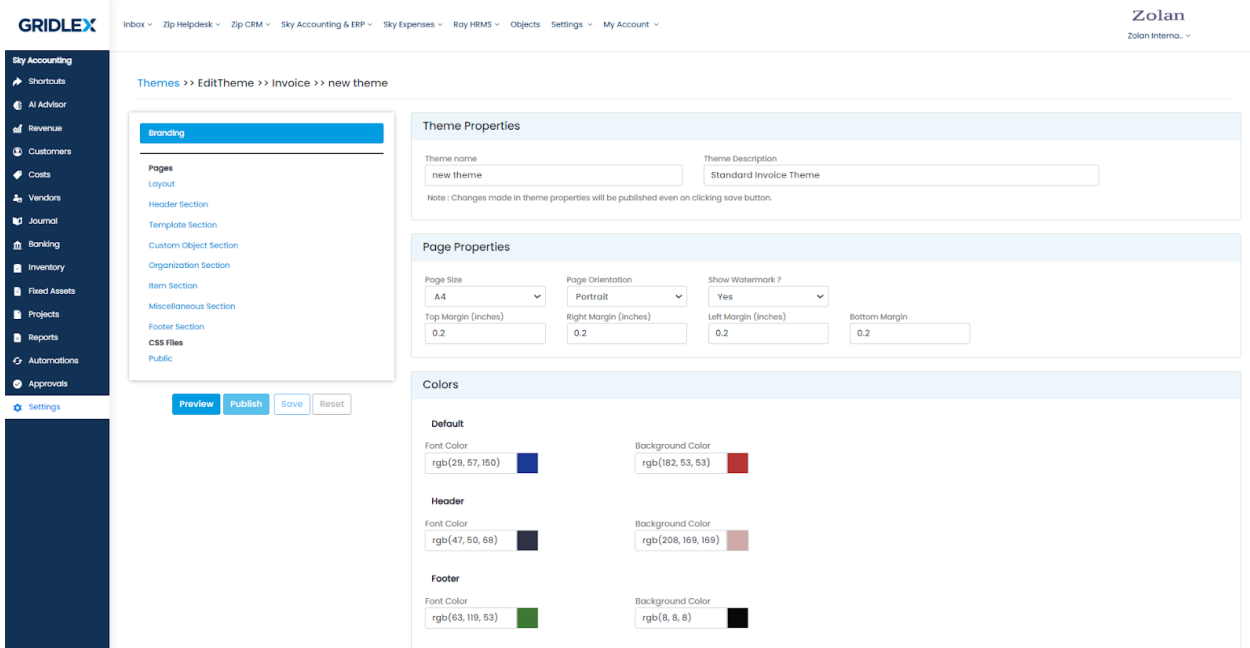 GRIDLEX
Inbox Zip Helpdesk Zip CRM Sky Accounting & ERP Sky Expenses Ray HRMS Objects Settings My Account
Zolan
Zolan Interna..
Sky Accounting
Shortcuts
AI Advisor
Revenue
Customers
Costs
Vendors
Journal
Banking
Inventory
Fixed Assets
Projects
Reports
Automations
Approvals
Settings
Themes >> EditTheme >> Invoice >> new theme
Branding
Pages
Layout
Header Section
Template Section
Custom Object Section
Organization Section
Item Section
Miscellaneous Section
Footer Section
CSS Files
Public
Preview Publish Save Reset
Theme Properties
Theme name Theme Description
new theme Standard Invoice Theme
Note : Changes made in theme properties will be published even on clicking save button.
Page Properties
Page Size Page Orientation Show Watermark ?
A4 Portrait Yes
Top Margin (inches) Right Margin (inches) Left Margin (inches) Bottom Margin
0.2 0.2 0.2 0.2
Colors
Default
Font Color Background Color
rgb(29, 57, 150) rgb(182, 53, 53)
Header
Font Color Background Color
rgb(47, 50, 68) rgb(208, 169, 169)
Footer
Font Color Background Color
rgb(63, 119, 53) rgb(8, 8, 8)